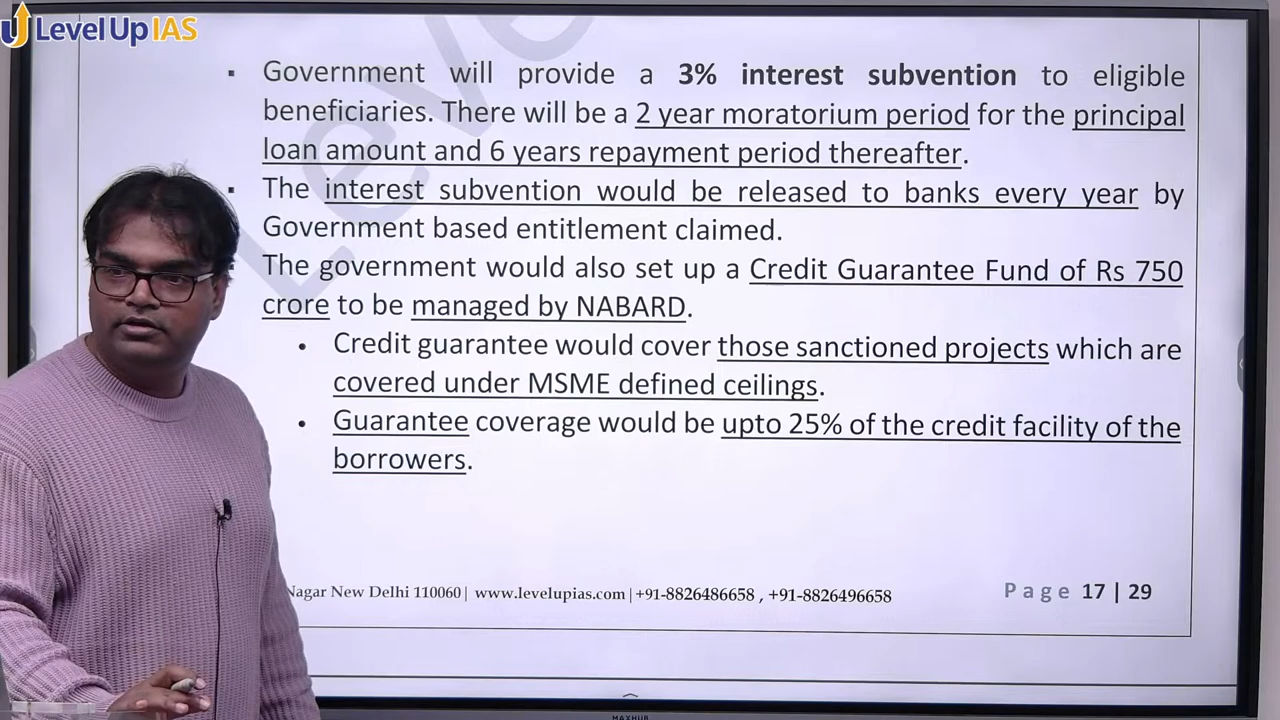 Level Up IAS
Leve
Government will provide a 3% interest subvention to eligible
beneficiaries. There will be a 2 year moratorium period for the principal
loan amount and 6 years repayment period thereafter.
The interest subvention would be released to banks every year by
Government based entitlement claimed.
The government would also set up a Credit Guarantee Fund of Rs 750
crore to be managed by NABARD.
• Credit guarantee would cover those sanctioned projects which are
covered under MSME defined ceilings.
• Guarantee coverage would be upto 25% of the credit facility of the
borrowers.
Nagar New Delhi 110060| www.levelupias.com|+91-8826486658 , +91-8826496658
Page 17 | 29
MAXHUB